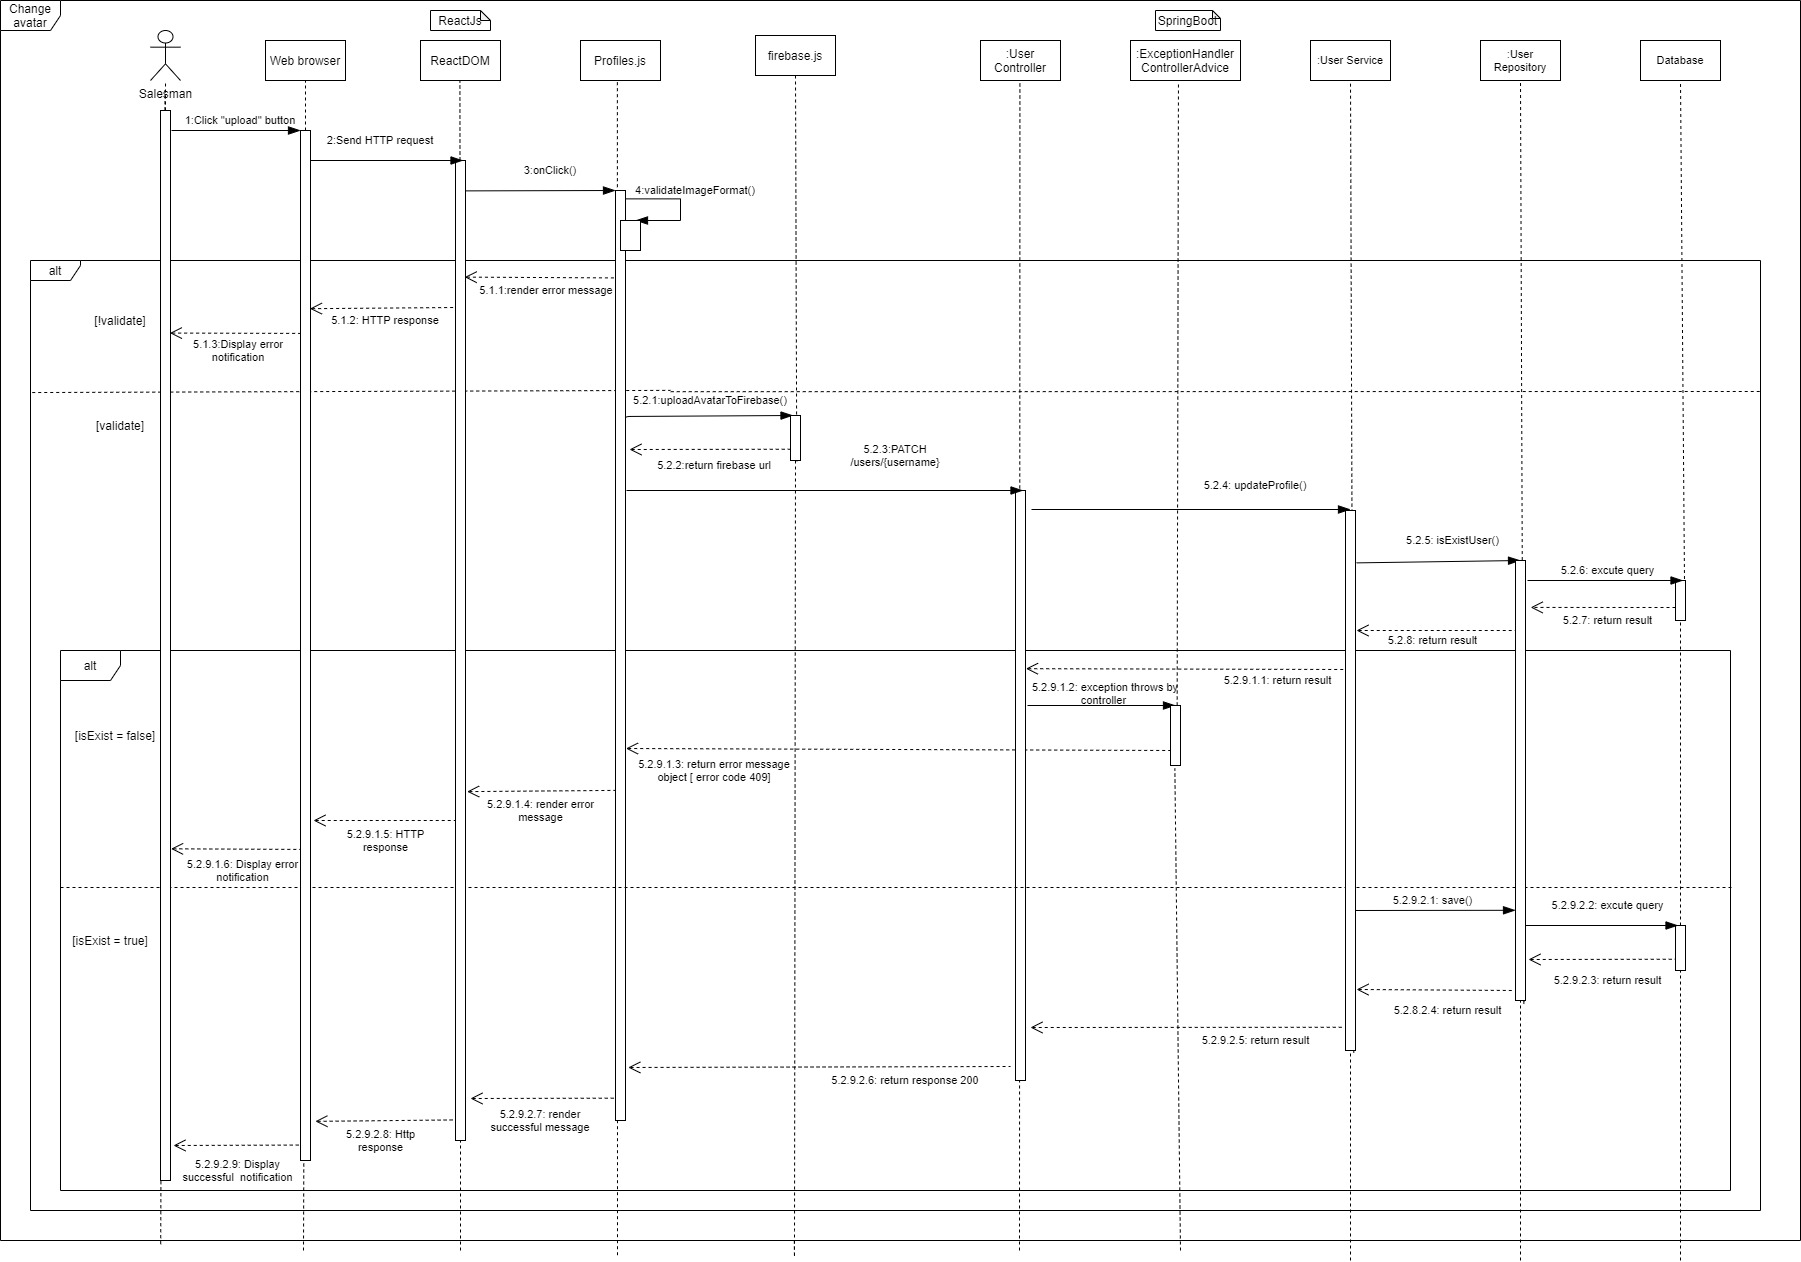 Change
avatar
ReactJs
SpringBoot
Salesman
Web browser
ReactDOM
Profiles.js
firebase.js
:User
Controller
:ExceptionHandler
ControllerAdvice
:User Service
:User
Repository
Database
1:Click "upload" button
2:Send HTTP request
3:onClick()
4:validateImageFormat()
alt
5.1.1:render error message
[!validate]
5.1.2: HTTP response
5.1.3:Display error
notification
5.2.1:uploadAvatarToFirebase()
[validate]
5.2.2:return firebase url
5.2.3:PATCH
/users/{username}
5.2.4: updateProfile()
5.2.5: isExistUser()
5.2.6: excute query
5.2.7: return result
5.2.8: return result
alt
5.2.9.1.1: return result
5.2.9.1.2: exception throws by
controller
[isExist = false]
5.2.9.1.3: return error message
object [ error code 409]
5.2.9.1.4: render error
message
5.2.9.1.5: HTTP
response
5.2.9.1.6: Display error
notification
5.2.9.2.1: save()
5.2.9.2.2: excute query
[isExist = true]
5.2.9.2.3: return result
5.2.8.2.4: return result
5.2.9.2.5: return result
5.2.9.2.6: return response 200
5.2.9.2.7: render
successful message
5.2.9.2.8: Http
response
5.2.9.2.9: Display
successful  notification